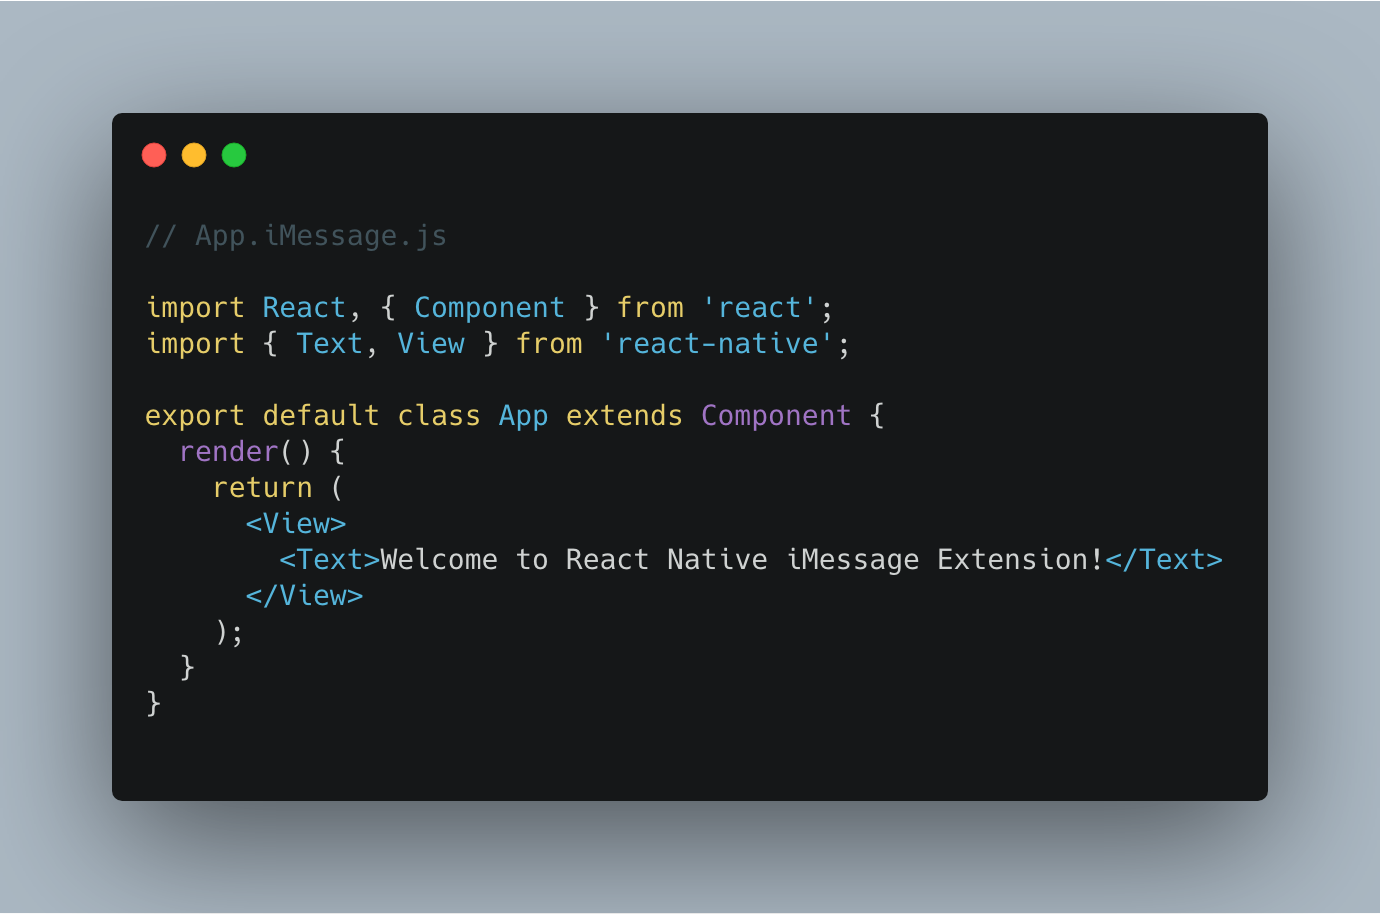 // App.iMessage.js
import React, { Component } from 'react';
import { Text, View } from 'react-native';
export default class App extends Component {
  render() {
    return (
      <View>
        <Text>Welcome to React Native iMessage Extension!</Text>
      </View>
    );
  }
}